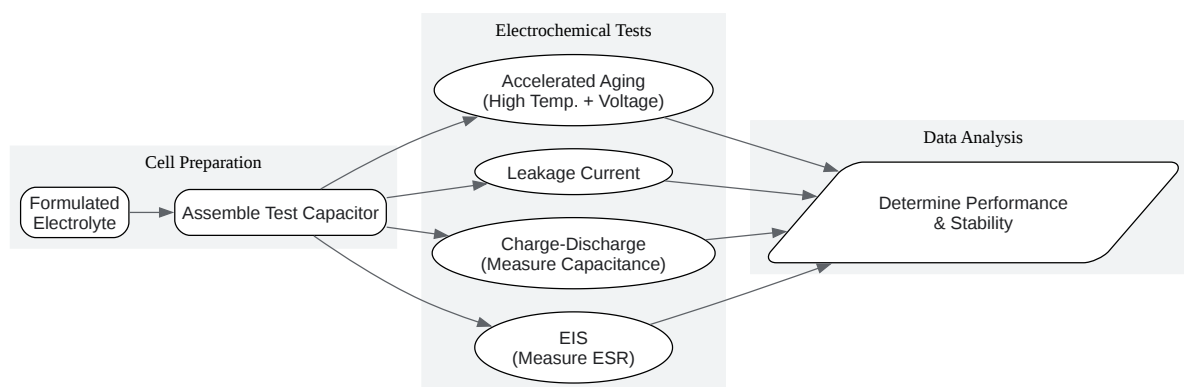 Cell Preparation
Formulated
Electrolyte
Assemble Test Capacitor
Electrochemical Tests
Accelerated Aging
(High Temp. + Voltage)
Leakage Current
Charge-Discharge
(Measure Capacitance)
EIS
(Measure ESR)
Data Analysis
Determine Performance
& Stability